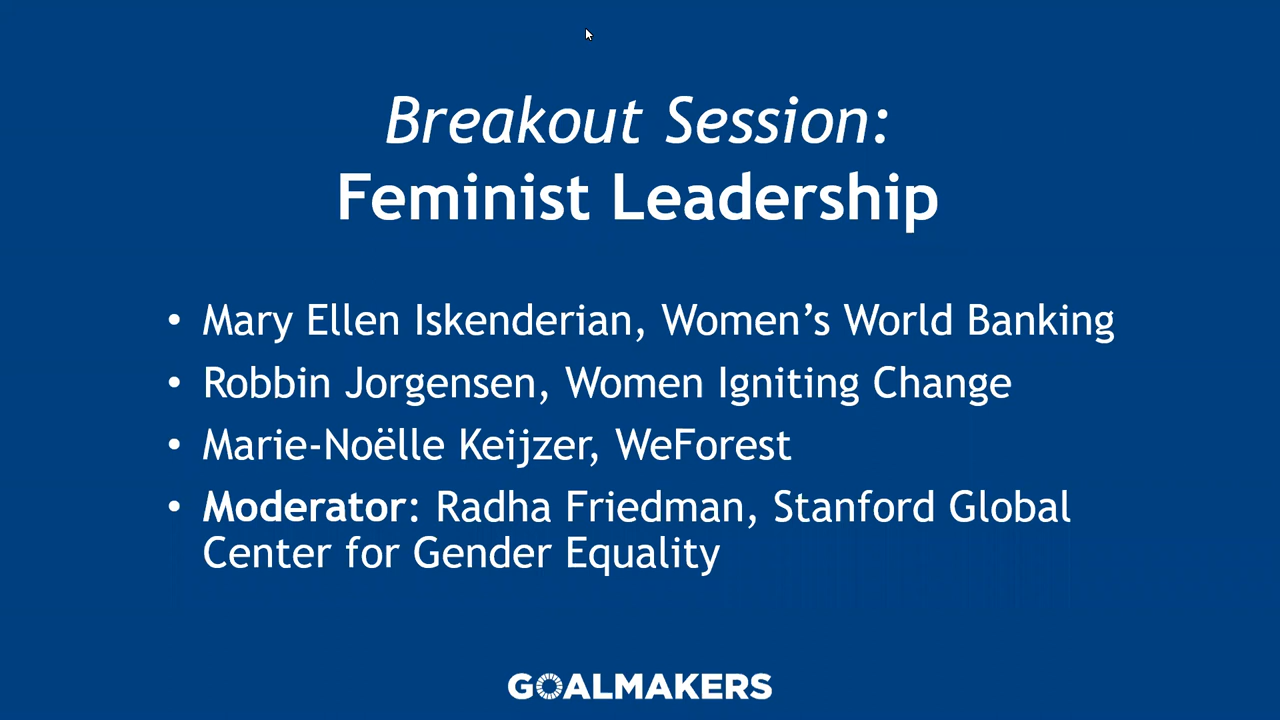 Breakout Session:
Feminist Leadership
• Mary Ellen Iskenderian, Women’s World Banking
• Robbin Jorgensen, Women Igniting Change
• Marie-Noëlle Keijzer, WeForest
• Moderator: Radha Friedman, Stanford Global
Center for Gender Equality
GOALMAKERS